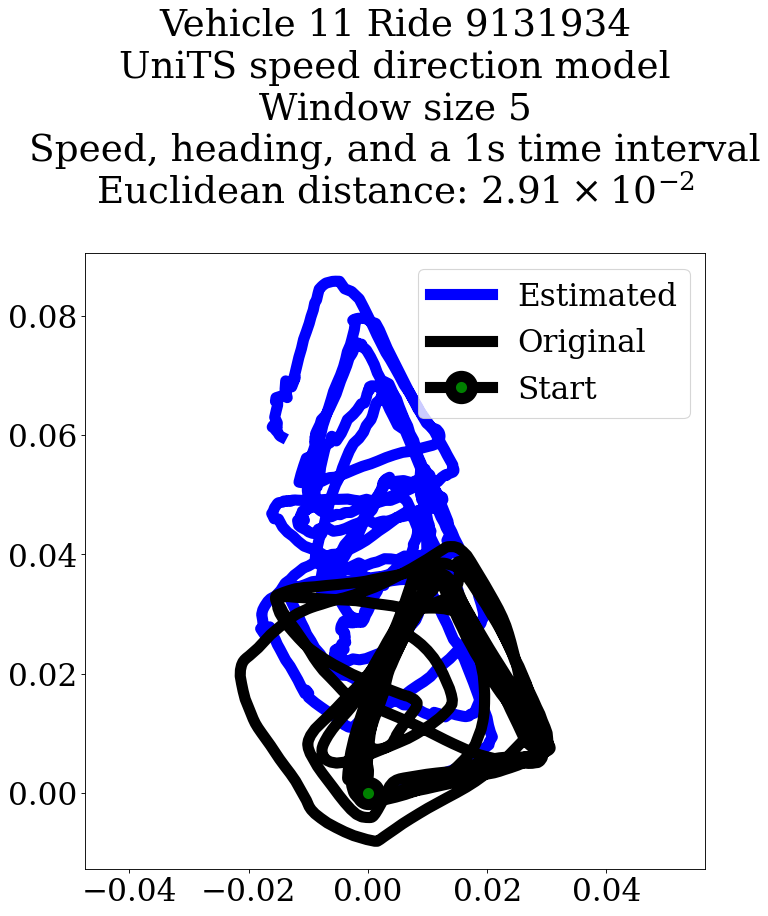 Vehicle 11 Ride 9131934
UniTS speed direction model
Window size 5
Speed, heading, and a 1s time interval
Euclidean distance: 2.91 × 10⁻²
Estimated
Original
Start
0.08
0.06
0.04
0.02
0.00
−0.04 −0.02 0.00 0.02 0.04